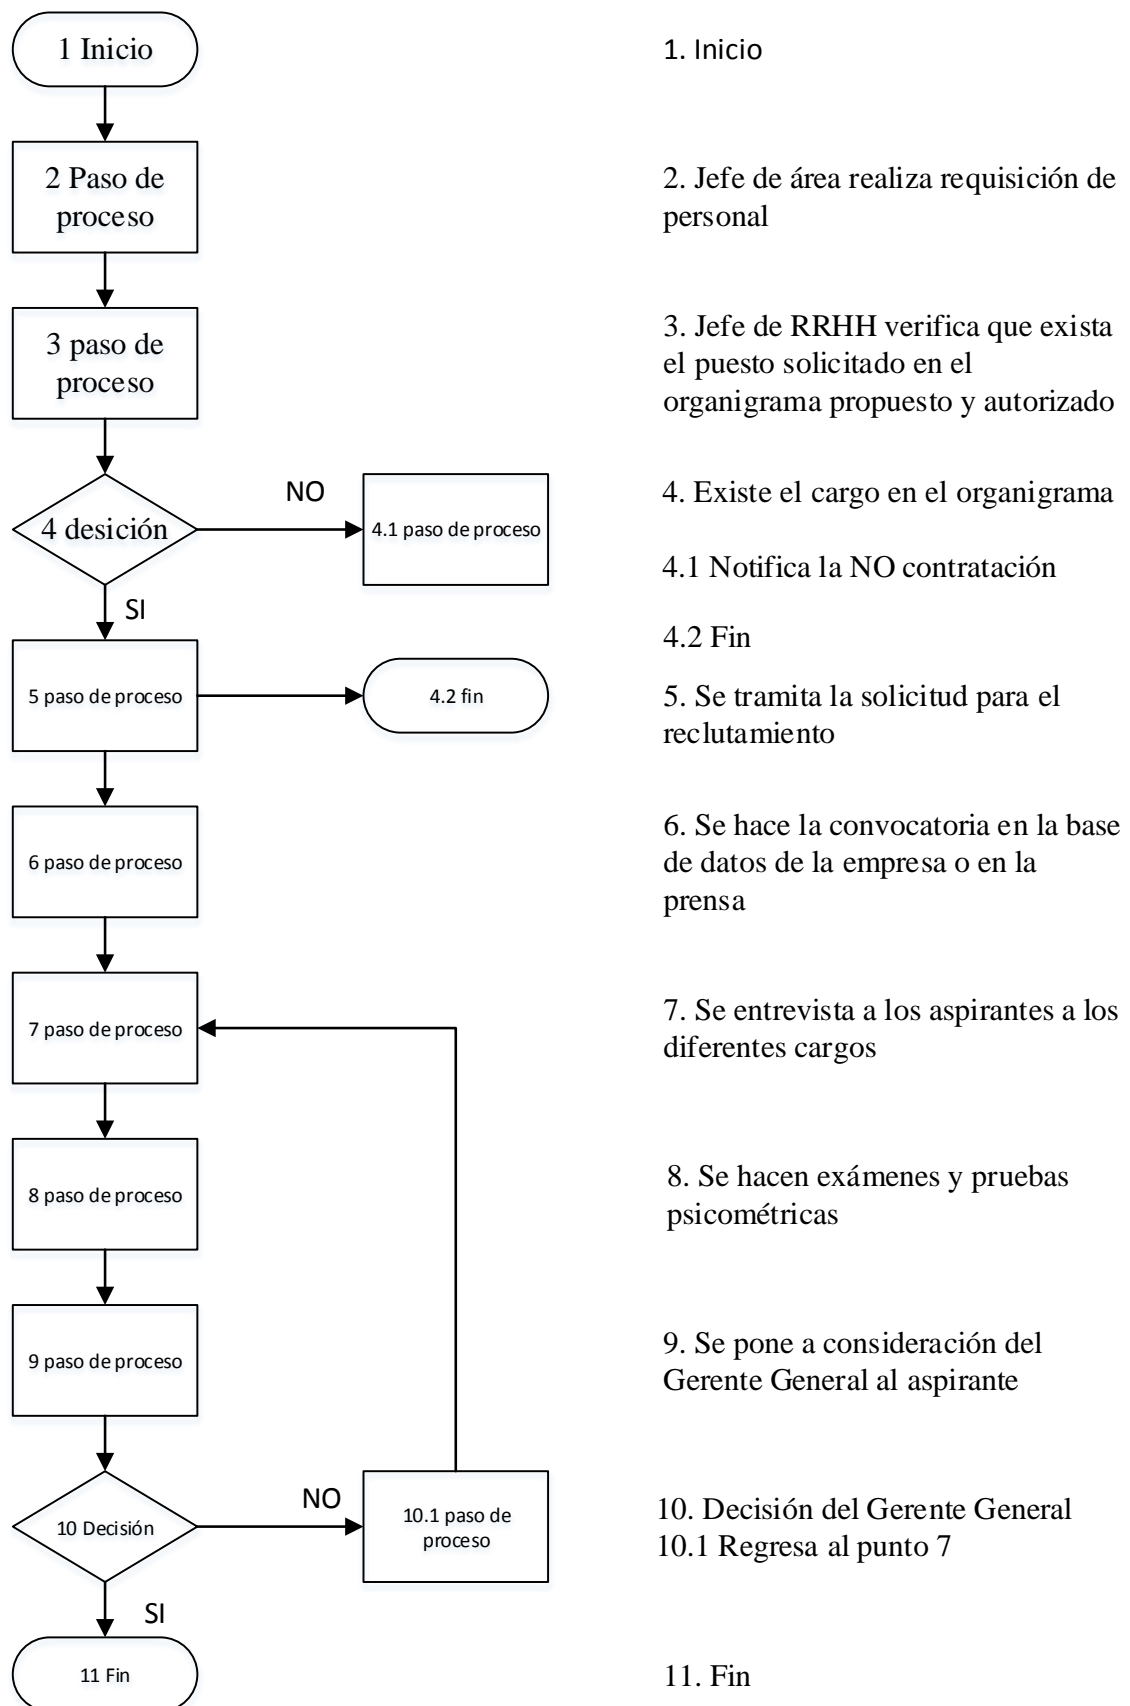 1 Inicio
1. Inicio
2 Paso de
proceso
2. Jefe de área realiza requisición de
personal
3 paso de
proceso
3. Jefe de RRHH verifica que exista
el puesto solicitado en el
organigrama propuesto y autorizado
4 desición
NO
4.1 paso de proceso
SI
4. Existe el cargo en el organigrama
4.1 Notifica la NO contratación
4.2 Fin
5 paso de proceso
4.2 fin
5. Se tramita la solicitud para el
reclutamiento
6 paso de proceso
6. Se hace la convocatoria en la base
de datos de la empresa o en la
prensa
7 paso de proceso
7. Se entrevista a los aspirantes a los
diferentes cargos
8 paso de proceso
8. Se hacen exámenes y pruebas
psicométricas
9 paso de proceso
9. Se pone a consideración del
Gerente General al aspirante
10 Decisión
NO
10.1 paso de
proceso
SI
10. Decisión del Gerente General
10.1 Regresa al punto 7
11 Fin
11. Fin